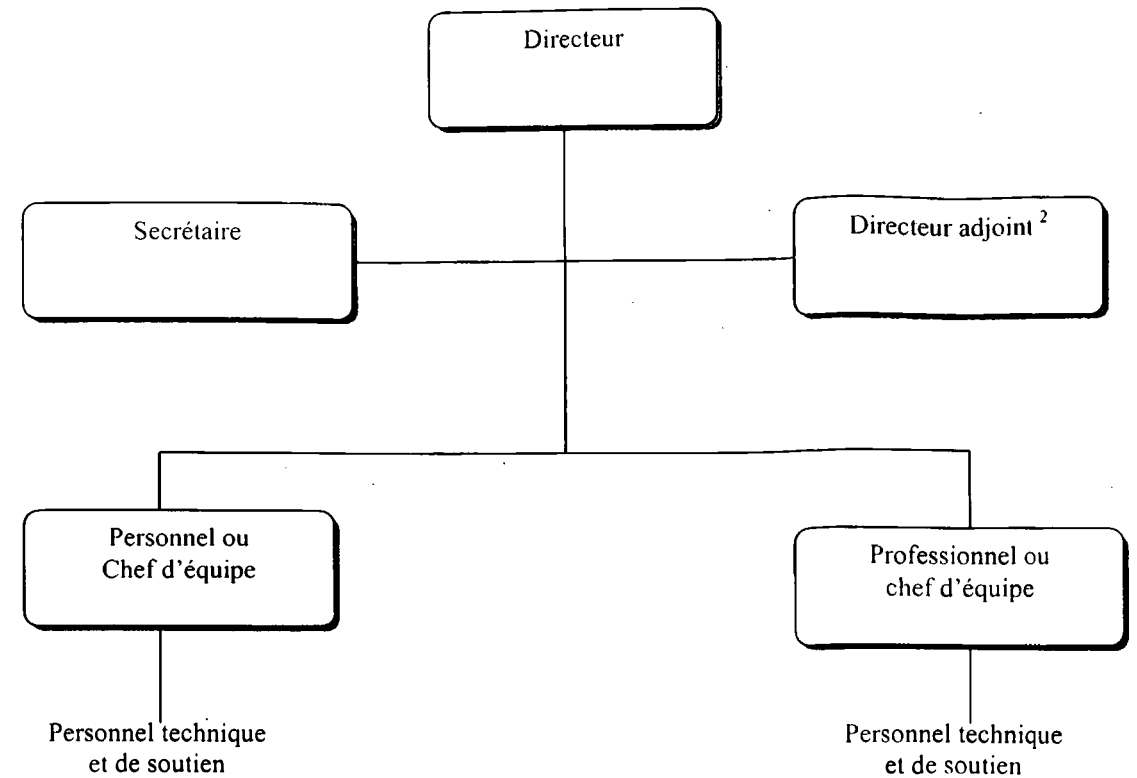 Directeur
Secrétaire
Directeur adjoint ²
Personnel ou
Chef d'équipe
Professionnel ou
chef d'équipe
Personnel technique
et de soutien
Personnel technique
et de soutien